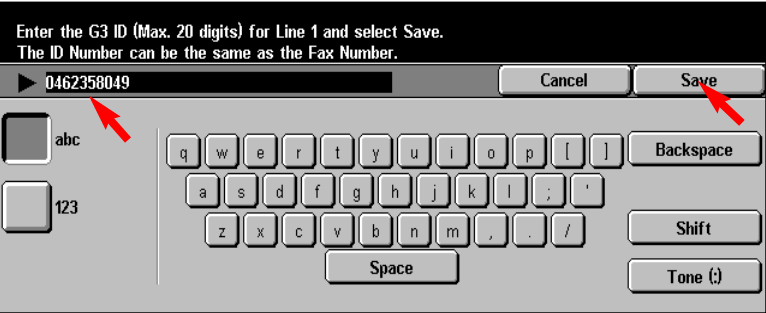 Enter the G3 ID (Max. 20 digits) for Line 1 and select Save.
The ID Number can be the same as the Fax Number.
0462358049 Cancel Save
abc
q w e r t y u i o p [ ] Backspace
a s d f g h j k l ; '
123
z x c v b n m , . / Shift
Space
Tone (:)